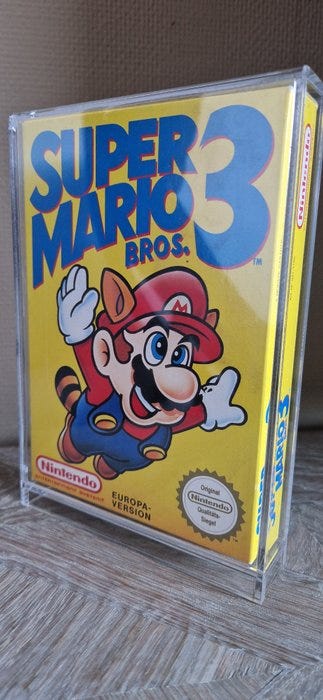 SUPER
MARIO
BROS.
3
TM
Nintendo
EUROPA-
VERSION
Original
Nintendo
Qualitäts-
Siegel
Nintendo